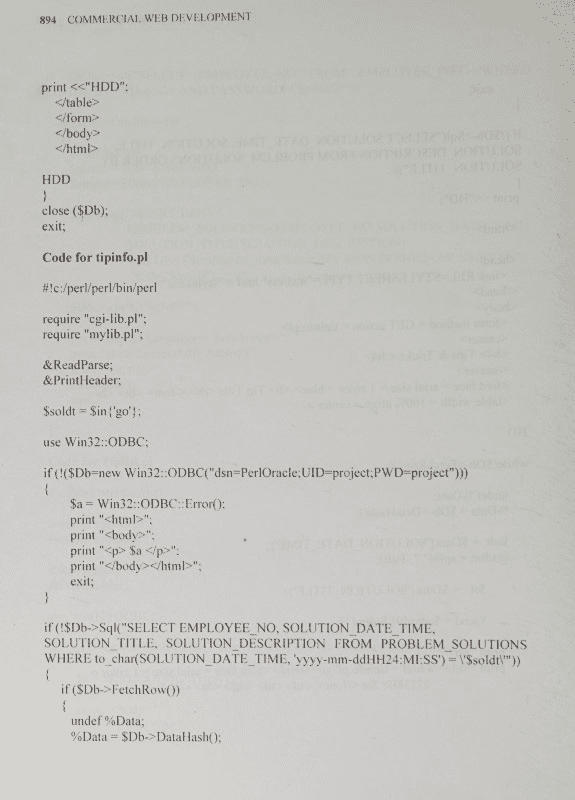 894 COMMERCIAL WEB DEVELOPMENT
print <<"HDD";
</table>
</form>
</body>
</html>
HDD
}
close ($Db);
exit;
Code for tipinfo.pl
#!c:/perl/perl/bin/perl
require "cgi-lib.pl";
require "mylib.pl";
&ReadParse;
&PrintHeader;
$soldt = $in{'go'};
use Win32::ODBC;
if (!($Db=new Win32::ODBC("dsn=PerlOracle;UID=project;PWD=project")))
{
$a = Win32::ODBC::Error();
print "<html>";
print "<body>";
print "<p> $a </p>";
print "</body></html>";
exit;
}
if (!$Db->Sql("SELECT EMPLOYEE_NO, SOLUTION_DATE_TIME,
SOLUTION_TITLE, SOLUTION_DESCRIPTION FROM PROBLEM_SOLUTIONS
WHERE to_char(SOLUTION_DATE_TIME, 'yyyy-mm-ddHH24:MI:SS') = \'$soldt\'"))
{
if ($Db->FetchRow())
{
undef %Data;
%Data = $Db->DataHash();